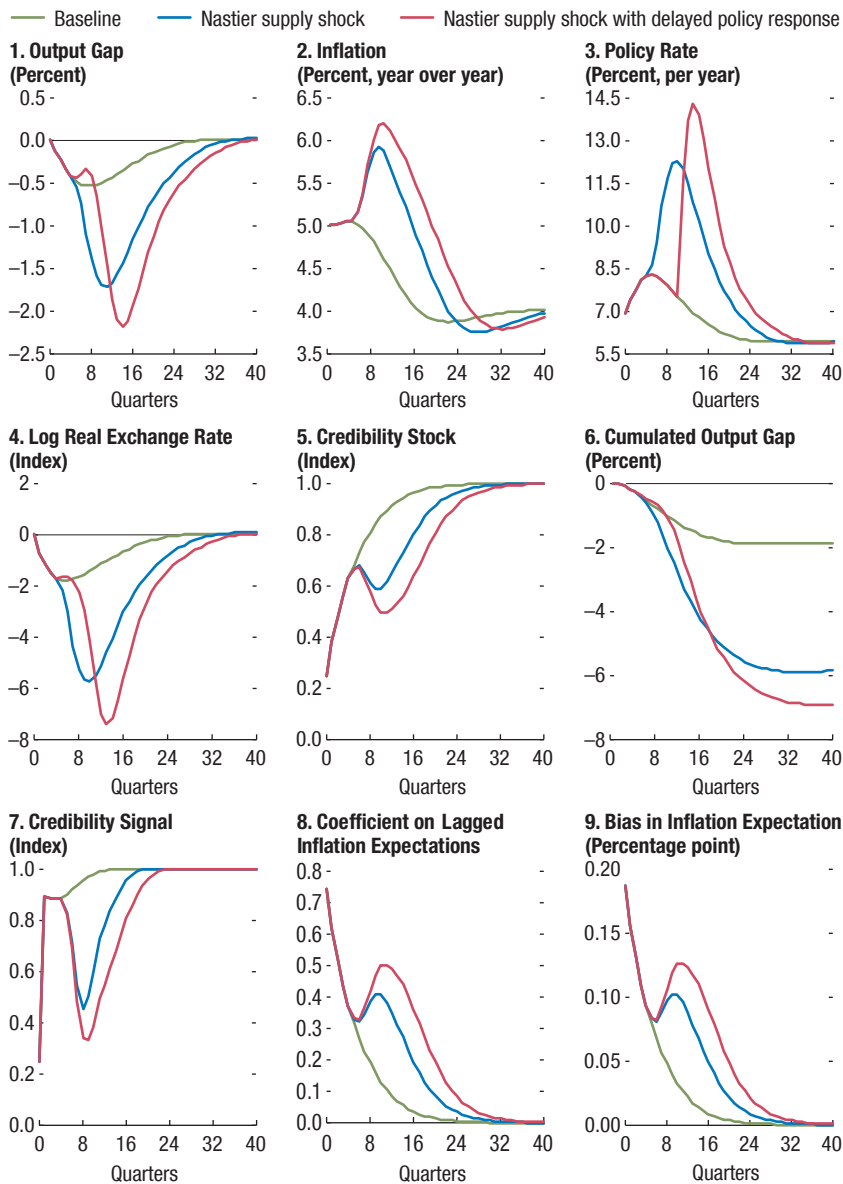 Baseline Nastier supply shock Nastier supply shock with delayed policy response
1. Output Gap
(Percent)
0.5
0.0
–0.5
–1.0
–1.5
–2.0
–2.5
0 8 16 24 32 40
Quarters
2. Inflation
(Percent, year over year)
6.5
6.0
5.5
5.0
4.5
4.0
3.5
0 8 16 24 32 40
Quarters
3. Policy Rate
(Percent, per year)
14.5
13.0
11.5
10.0
8.5
7.0
5.5
0 8 16 24 32 40
Quarters
4. Log Real Exchange Rate
(Index)
2
0
–2
–4
–6
–8
0 8 16 24 32 40
Quarters
5. Credibility Stock
(Index)
1.0
0.8
0.6
0.4
0.2
0.0
0 8 16 24 32 40
Quarters
6. Cumulated Output Gap
(Percent)
0
–2
–4
–6
–8
0 8 16 24 32 40
Quarters
7. Credibility Signal
(Index)
1.0
0.8
0.6
0.4
0.2
0.0
0 8 16 24 32 40
Quarters
8. Coefficient on Lagged
Inflation Expectations
0.8
0.7
0.6
0.5
0.4
0.3
0.2
0.1
0.0
0 8 16 24 32 40
Quarters
9. Bias in Inflation Expectation
(Percentage point)
0.20
0.15
0.10
0.05
0.00
0 8 16 24 32 40
Quarters